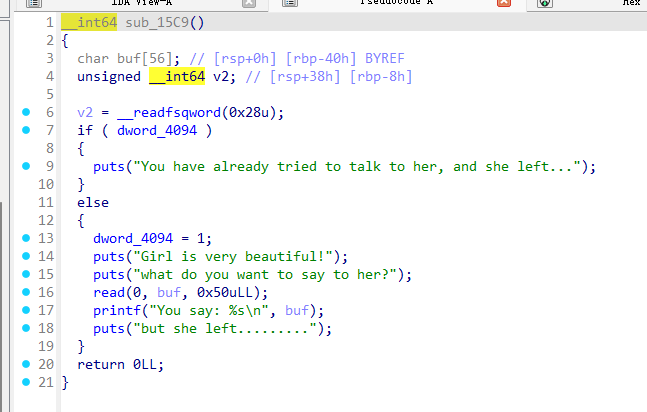 IDA View-A Pseudocode A Hex
1 __int64 sub_15C9()
2 {
3 char buf[56]; // [rsp+0h] [rbp-40h] BYREF
4 unsigned __int64 v2; // [rsp+38h] [rbp-8h]
5
6 v2 = __readfsqword(0x28u);
7 if ( dword_4094 )
8 {
9 puts("You have already tried to talk to her, and she left...");
10 }
11 else
12 {
13 dword_4094 = 1;
14 puts("Girl is very beautiful!");
15 puts("what do you want to say to her?");
16 read(0, buf, 0x50uLL);
17 printf("You say: %s\n", buf);
18 puts("but she left.........");
19 }
20 return 0LL;
21 }